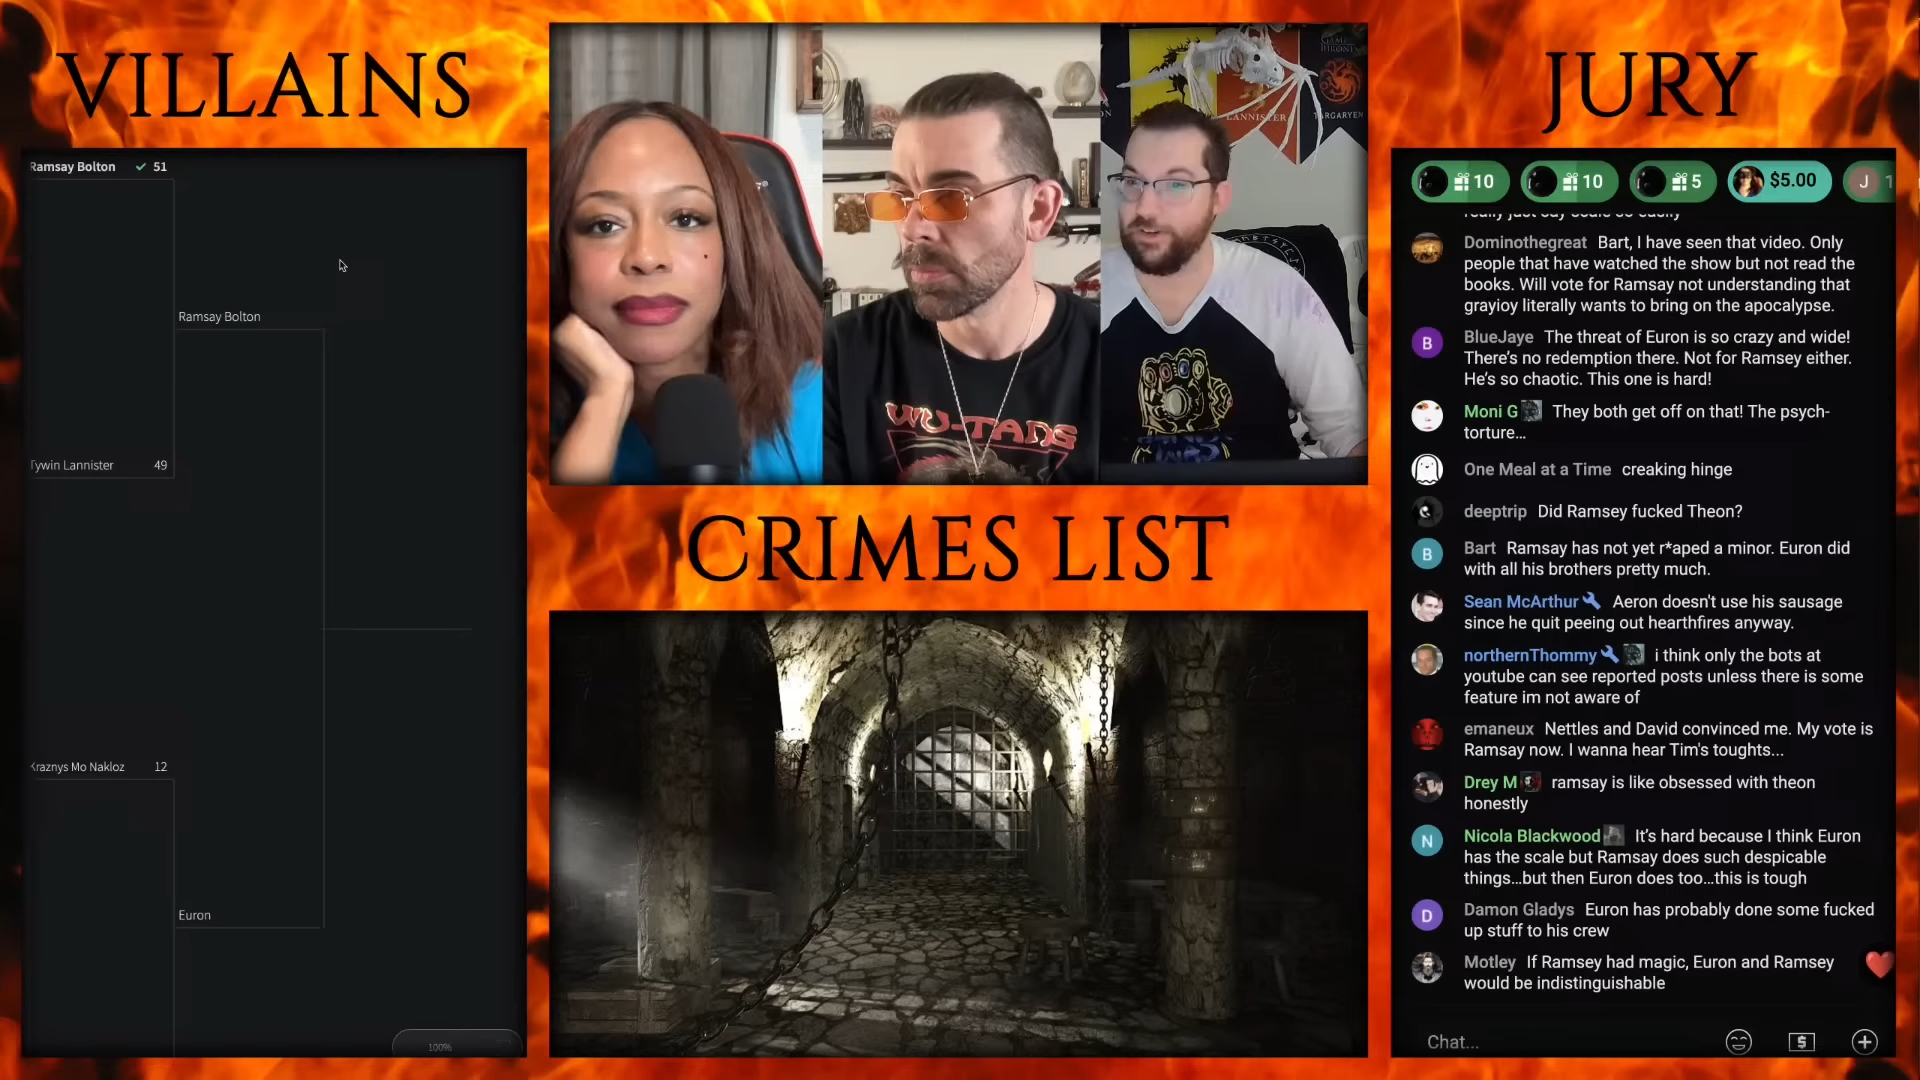 VILLAINS
Ramsay Bolton ✓ 51
Ramsay Bolton
Tywin Lannister 49
Kraznys Mo Nakloz 12
Euron
100%
LANNISTER
TARGARYEN
WU-TANG
CRIMES LIST
JURY
10
10
5
$5.00
J 1
really just say scale so easily
Dominothegreat Bart, I have seen that video. Only
people that have watched the show but not read the
books. Will vote for Ramsay not understanding that
grayjoy literally wants to bring on the apocalypse.
B
BlueJaye The threat of Euron is so crazy and wide!
There's no redemption there. Not for Ramsey either.
He's so chaotic. This one is hard!
Moni G They both get off on that! The psych-
torture...
One Meal at a Time creaking hinge
deeptrip Did Ramsey fucked Theon?
B
Bart Ramsay has not yet r*aped a minor. Euron did
with all his brothers pretty much.
Sean McArthur Aeron doesn't use his sausage
since he quit peeing out hearthfires anyway.
northernThommy i think only the bots at
youtube can see reported posts unless there is some
feature im not aware of
emaneux Nettles and David convinced me. My vote is
Ramsay now. I wanna hear Tim's toughts...
Drey M ramsay is like obsessed with theon
honestly
N
Nicola Blackwood It's hard because I think Euron
has the scale but Ramsay does such despicable
things...but then Euron does too...this is tough
D
Damon Gladys Euron has probably done some fucked
up stuff to his crew
Motley If Ramsey had magic, Euron and Ramsey
would be indistinguishable
Chat...